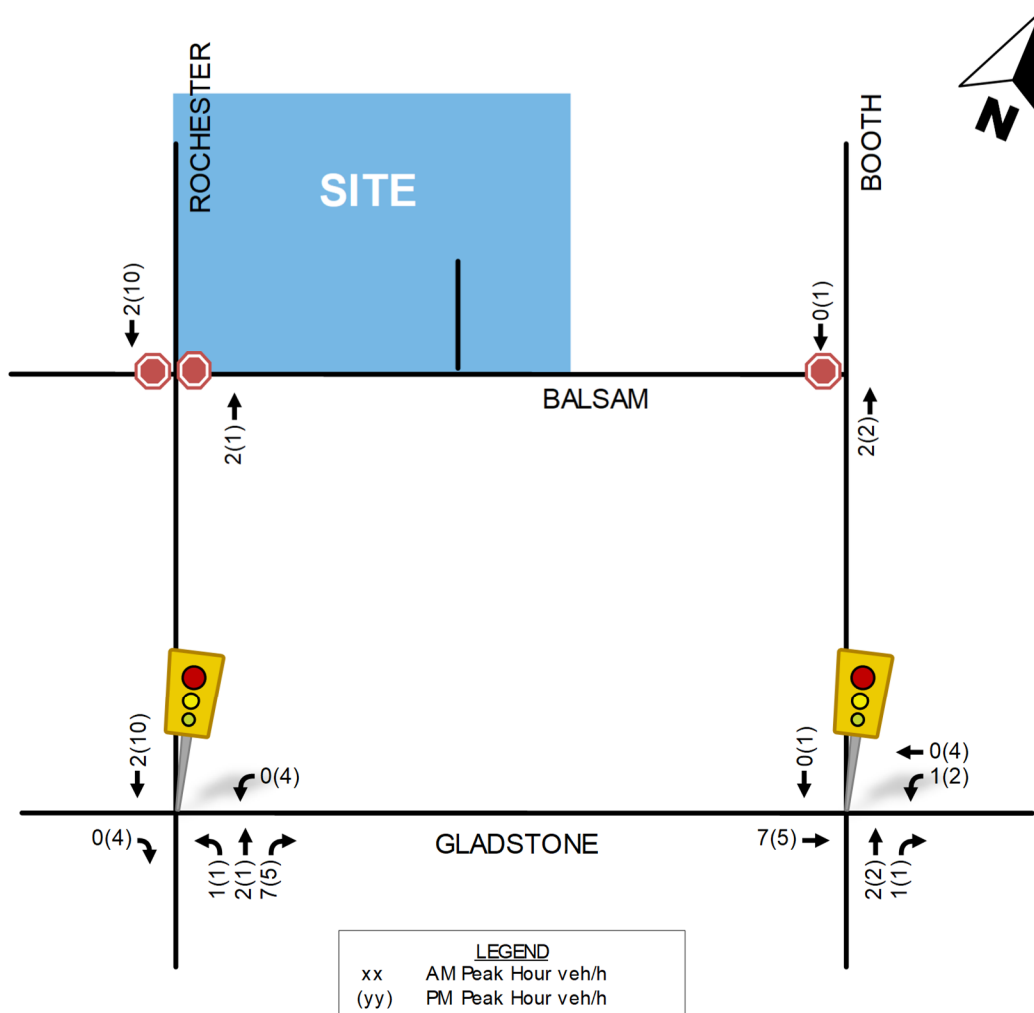 ROCHESTER
BOOTH
N
SITE
2(10)
0(1)
BALSAM
2(1)
2(2)
2(10)
0(4)
0(1)
0(4)
1(2)
0(4)
1(1)
2(1)
7(5)
GLADSTONE
7(5)
2(2)
1(1)
LEGEND
xx AM Peak Hour veh/h
(yy) PM Peak Hour veh/h